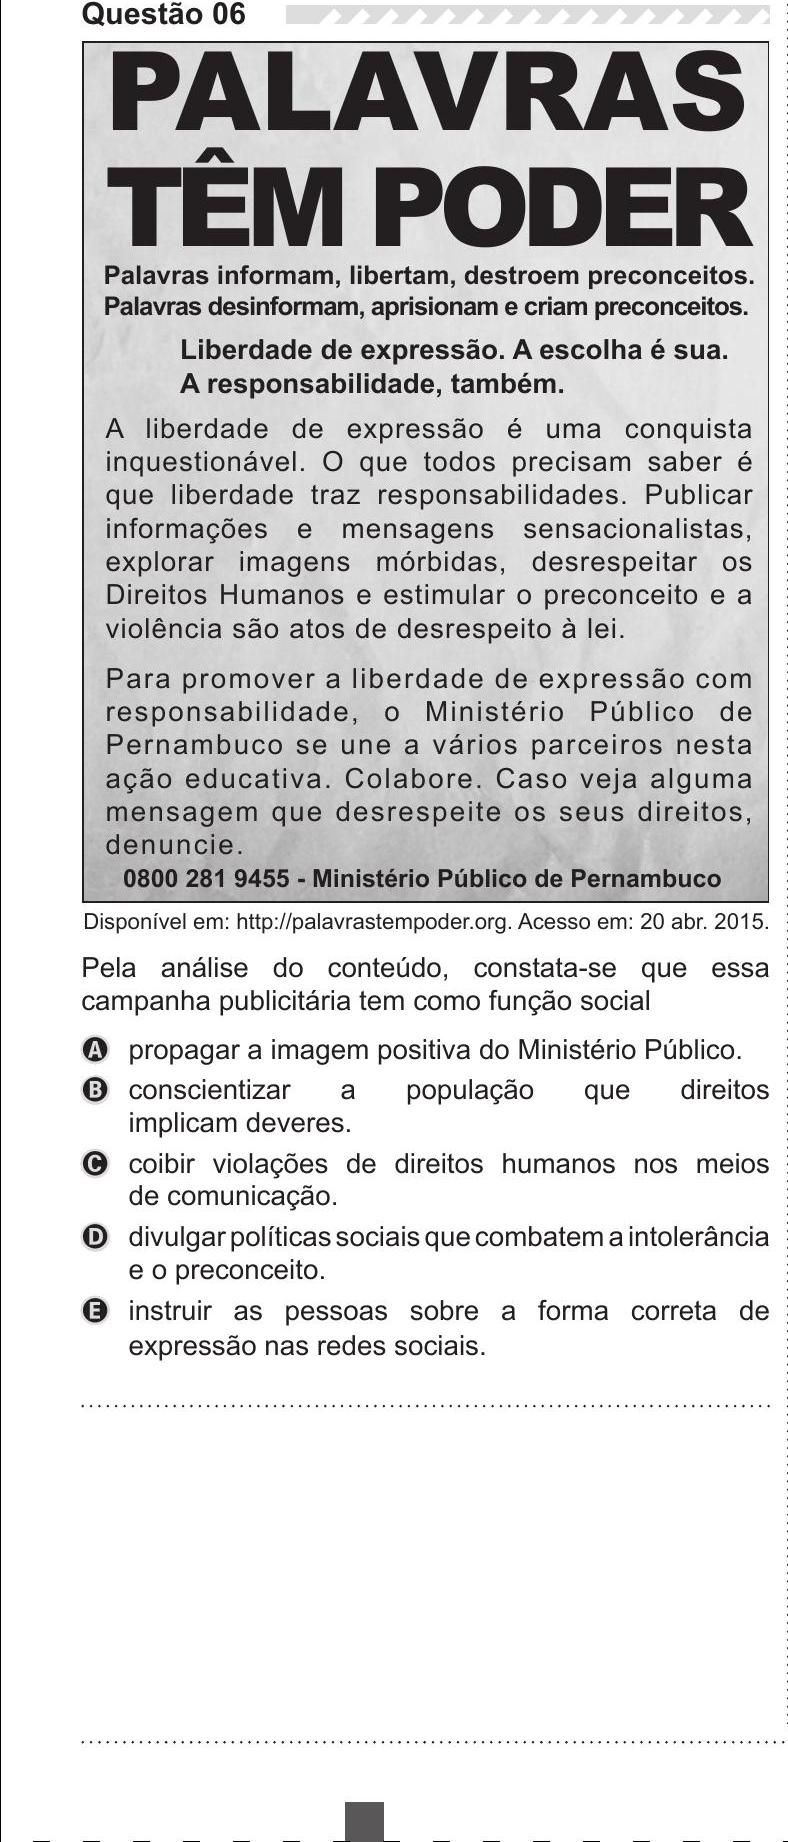 Questão 06
PALAVRAS
TÊM PODER
Palavras informam, libertam, destroem preconceitos.
Palavras desinformam, aprisionam e criam preconceitos.
Liberdade de expressão. A escolha é sua.
A responsabilidade, também.
A liberdade de expressão é uma conquista
inquestionável. O que todos precisam saber é
que liberdade traz responsabilidades. Publicar
informações e mensagens sensacionalistas,
explorar imagens mórbidas, desrespeitar os
Direitos Humanos e estimular o preconceito e a
violência são atos de desrespeito à lei.
Para promover a liberdade de expressão com
responsabilidade, o Ministério Público de
Pernambuco se une a vários parceiros nesta
ação educativa. Colabore. Caso veja alguma
mensagem que desrespeite os seus direitos,
denuncie.
0800 281 9455 - Ministério Público de Pernambuco
Disponível em: http://palavrastempoder.org. Acesso em: 20 abr. 2015.
Pela análise do conteúdo, constata-se que essa
campanha publicitária tem como função social
A propagar a imagem positiva do Ministério Público.
B conscientizar a população que direitos
implicam deveres.
C coibir violações de direitos humanos nos meios
de comunicação.
D divulgar políticas sociais que combatem a intolerância
e o preconceito.
E instruir as pessoas sobre a forma correta de
expressão nas redes sociais.